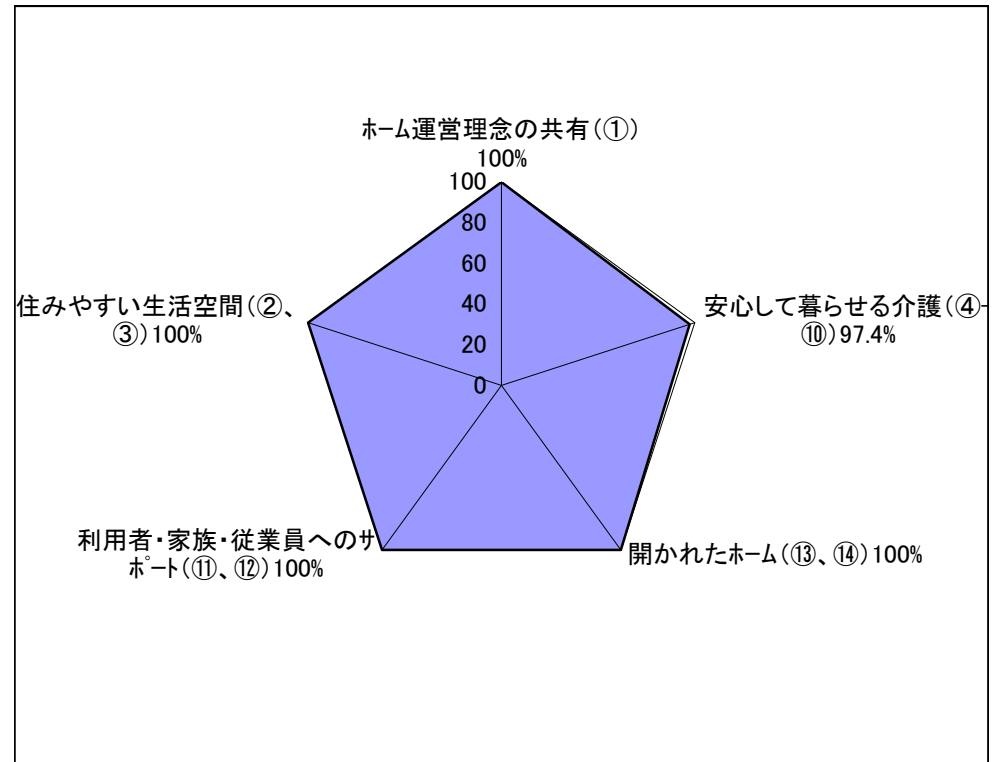 ホーム運営理念の共有(①)
100%
100
80
60
40
20
0
安心して暮らせる介護(④-
⑩)97.4%
開かれたホーム(⑬、⑭)100%
利用者・家族・従業員へのサ
ポート(⑪、⑫)100%
住みやすい生活空間(②、
③)100%